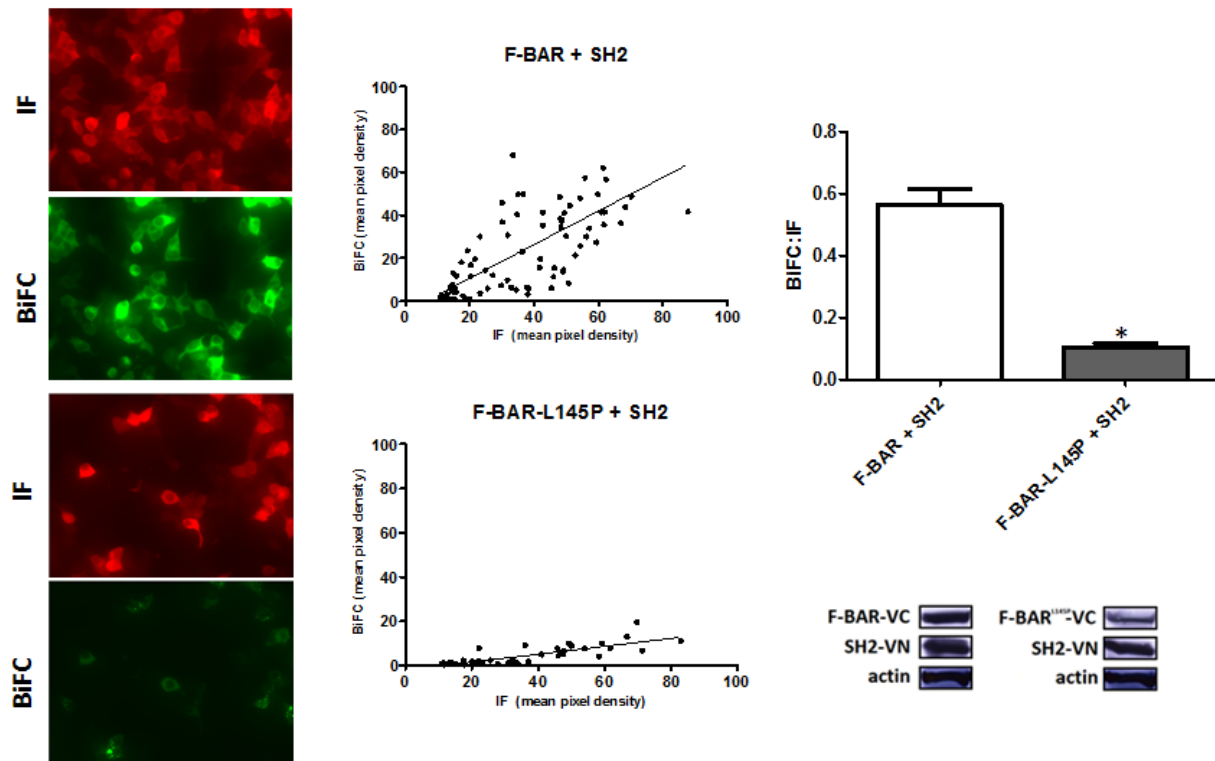 IF
BiFC
IF
BiFC
F-BAR + SH2
BiFC (mean pixel density)
100
80
60
40
20
0
0 20 40 60 80 100
IF (mean pixel density)
F-BAR-L145P + SH2
BiFC (mean pixel density)
100
80
60
40
20
0
0 20 40 60 80 100
IF (mean pixel density)
BiFC:IF
0.8
0.6
0.4
0.2
0.0
*
F-BAR + SH2
F-BAR-L145P + SH2
F-BAR-VC
SH2-VN
actin
F-BAR^L145P-VC
SH2-VN
actin